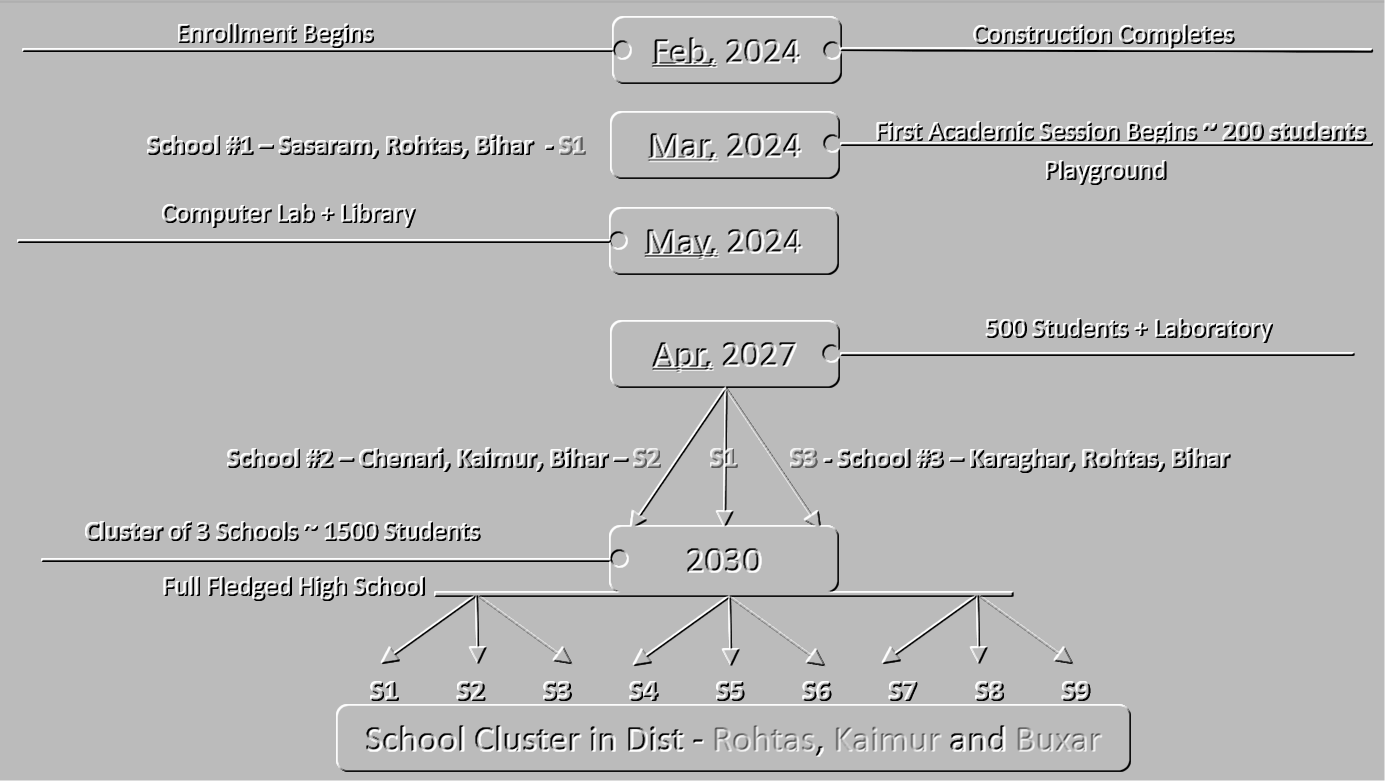 Enrollment Begins
Feb, 2024
Construction Completes
School #1 – Sasaram, Rohtas, Bihar - S1
Mar, 2024
First Academic Session Begins ~ 200 students
Playground
Computer Lab + Library
May, 2024
Apr, 2027
500 Students + Laboratory
School #2 – Chenari, Kaimur, Bihar – S2
S1
S3 - School #3 – Karaghar, Rohtas, Bihar
Cluster of 3 Schools ~ 1500 Students
2030
Full Fledged High School
S1 S2 S3 S4 S5 S6 S7 S8 S9
School Cluster in Dist - Rohtas, Kaimur and Buxar